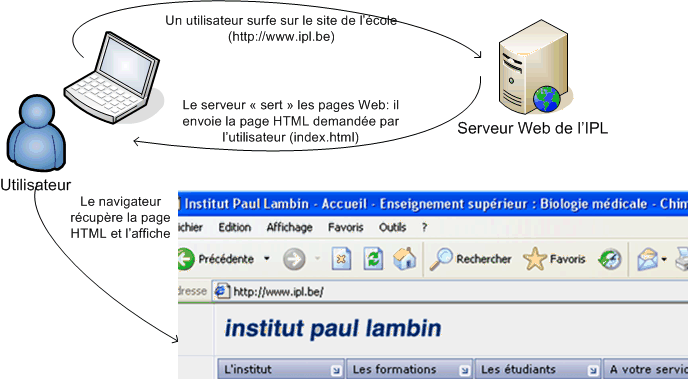 Un utilisateur surfe sur le site de l'école
(http://www.ipl.be)
Le serveur « sert » les pages Web: il
envoie la page HTML demandée par
l'utilisateur (index.html)
Serveur Web de l'IPL
Utilisateur
Le navigateur
récupère la page
HTML et l'affiche
Institut Paul Lambin - Accueil - Enseignement supérieur : Biologie médicale - Chim
ichier Edition Affichage Favoris Outils ?
Précédente Rechercher Favoris
dresse http://www.ipl.be/
institut paul lambin
L'institut Les formations Les étudiants A votre servic